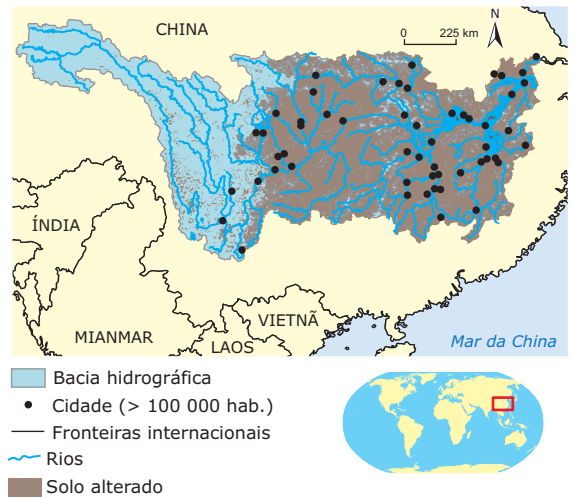 CHINA
N
0 225 km
ÍNDIA
MIANMAR
LAOS
VIETNÃ
Mar da China
Bacia hidrográfica
Cidade (> 100 000 hab.)
Fronteiras internacionais
Rios
Solo alterado